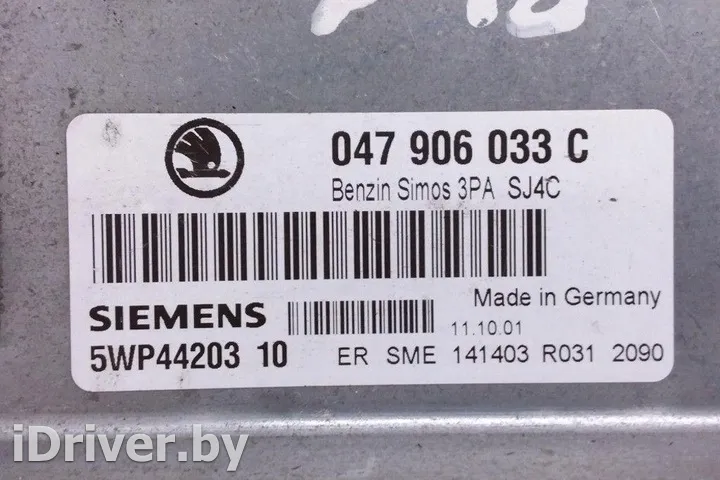 047 906 033 C
Benzin Simos 3PA SJ4C
Made in Germany
SIEMENS
11.10.01
5WP44203 10
ER SME 141403 R031 2090
iDriver.by